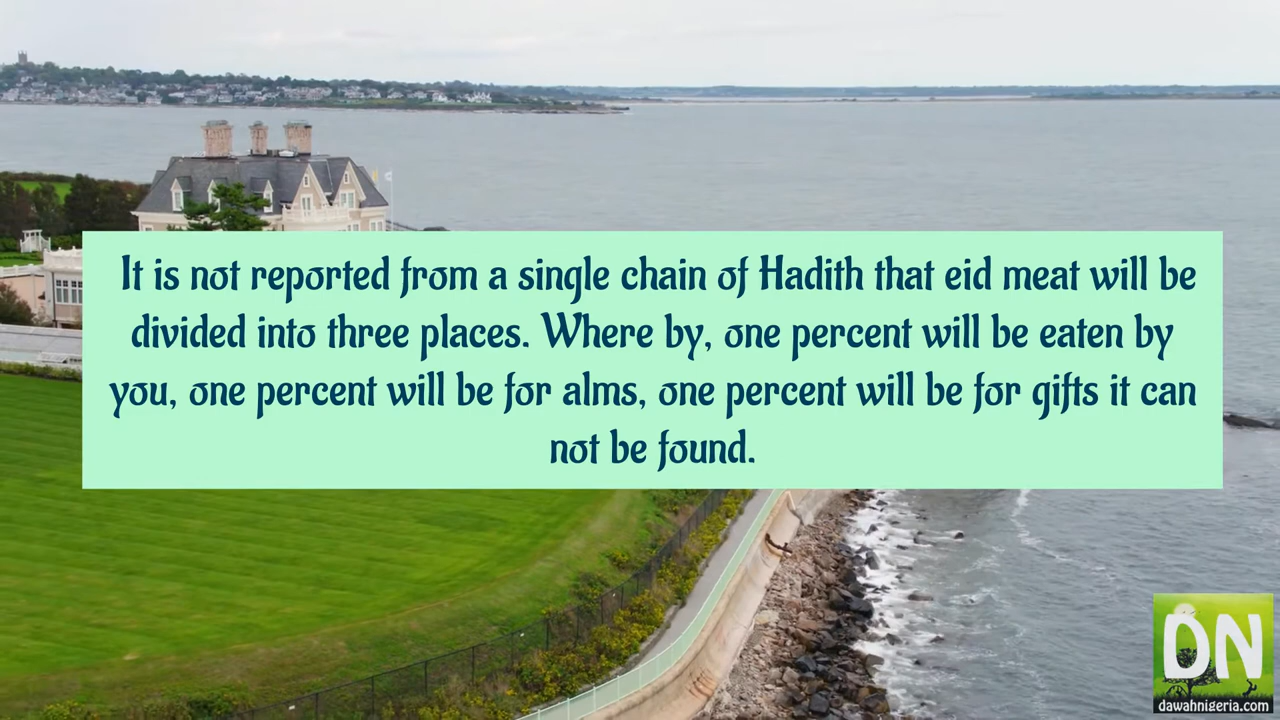 It is not reported from a single chain of Hadith that eid meat will be
divided into three places. Where by, one percent will be eaten by
you, one percent will be for alms, one percent will be for gifts it can
not be found.
DN
dawahnigeria.com